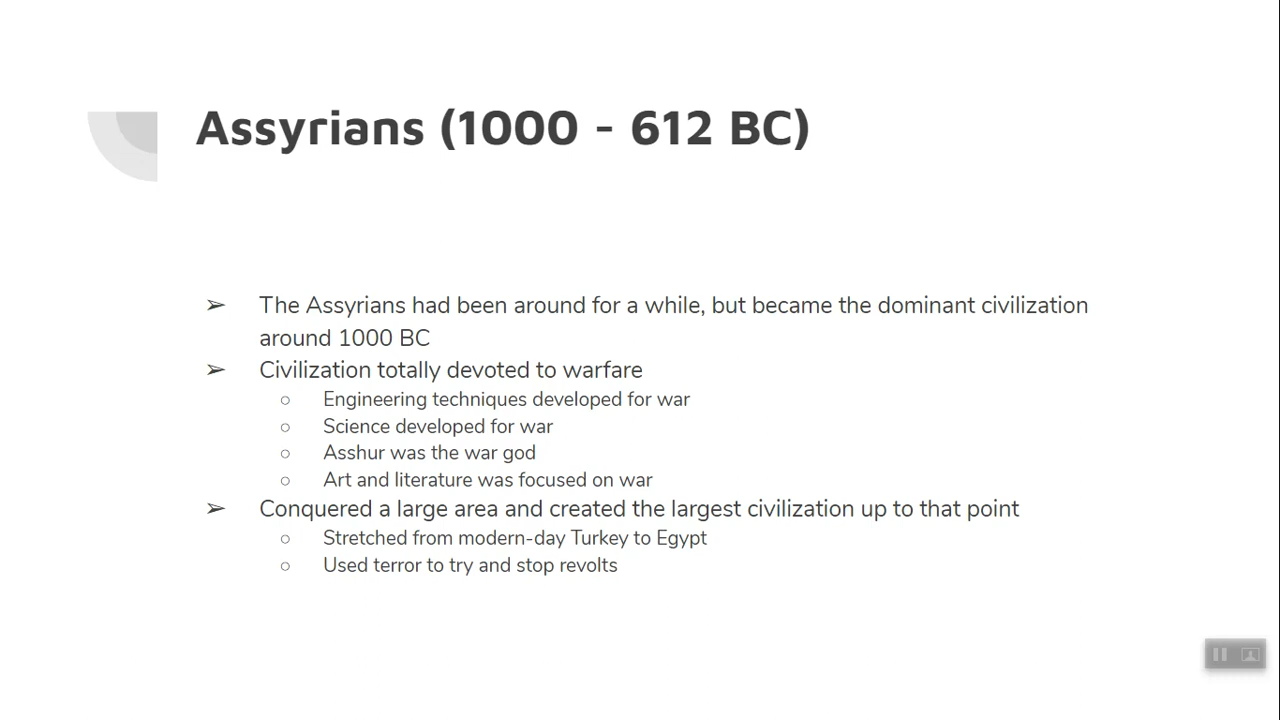 Assyrians (1000 - 612 BC)
➢ The Assyrians had been around for a while, but became the dominant civilization
around 1000 BC
➢ Civilization totally devoted to warfare
○ Engineering techniques developed for war
○ Science developed for war
○ Asshur was the war god
○ Art and literature was focused on war
➢ Conquered a large area and created the largest civilization up to that point
○ Stretched from modern-day Turkey to Egypt
○ Used terror to try and stop revolts